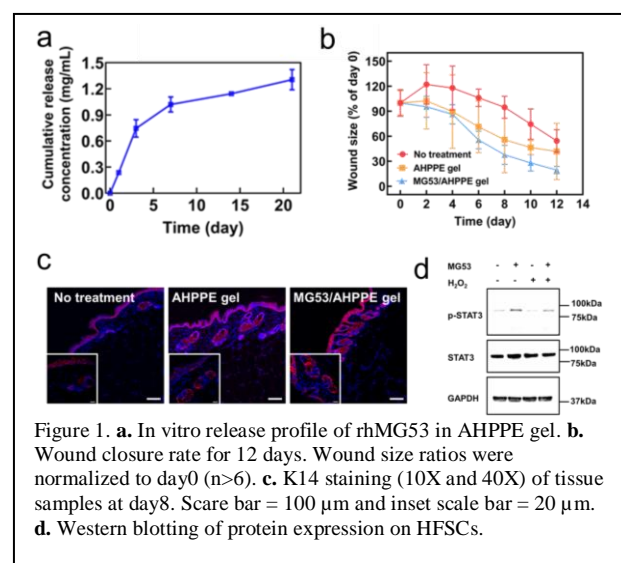 a
Cumulative release
concentration (mg/mL)
1.5
1.2
0.9
0.6
0.3
0.0
0 5 10 15 20
Time (day)
b
Wound size (% of day 0)
150
120
90
60
30
0
No treatment
AHPPE gel
MG53/AHPPE gel
0 2 4 6 8 10 12
Time (day)
c
No treatment
AHPPE gel
MG53/AHPPE gel
d
MG53 - + - +
H₂O₂ - - + +
p-STAT3
100kDa
75kDa
STAT3
100kDa
75kDa
GAPDH
37kDa
Figure 1. a. In vitro release profile of rhMG53 in AHPPE gel. b.
Wound closure rate for 12 days. Wound size ratios were
normalized to day0 (n>6). c. K14 staining (10X and 40X) of tissue
samples at day8. Scare bar = 100 µm and inset scale bar = 20 µm.
d. Western blotting of protein expression on HFSCs.